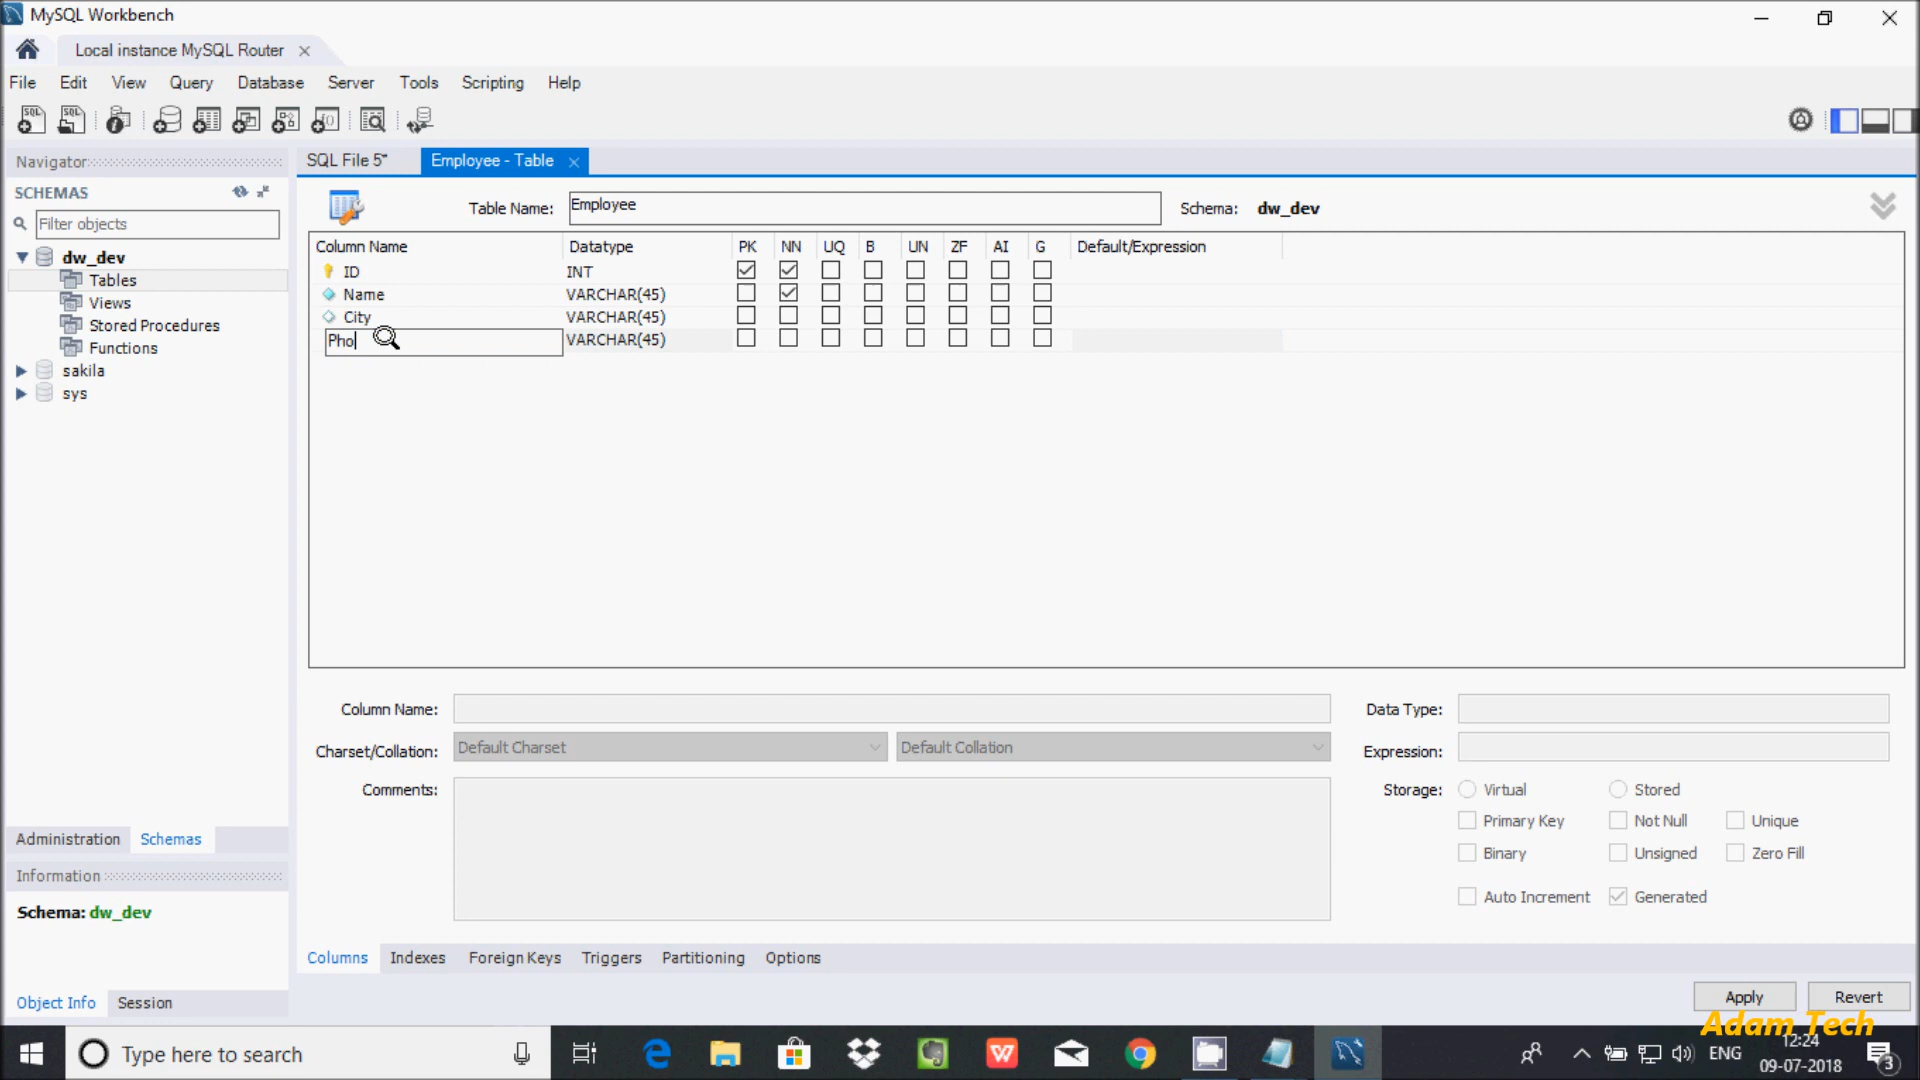 MySQL Workbench
Local instance MySQL Router
File Edit View Query Database Server Tools Scripting Help
Navigator
SCHEMAS
Filter objects
dw_dev
Tables
Views
Stored Procedures
Functions
sakila
sys
Administration Schemas
Information
Schema: dw_dev
Object Info Session
SQL File 5* Employee - Table
Table Name: Employee Schema: dw_dev
Column Name Datatype PK NN UQ B UN ZF AI G Default/Expression
ID INT
Name VARCHAR(45)
City VARCHAR(45)
Pho VARCHAR(45)
Column Name: Data Type:
Charset/Collation: Default Charset Default Collation Expression:
Comments: Storage: Virtual Stored
Primary Key Not Null Unique
Binary Unsigned Zero Fill
Auto Increment Generated
Columns Indexes Foreign Keys Triggers Partitioning Options
Apply Revert
Adam Tech
Type here to search
ENG
12:24
09-07-2018
3